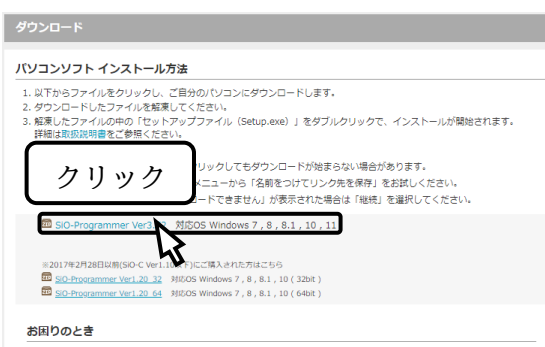 ダウンロード
パソコンソフト インストール方法
1. 以下からファイルをクリックし、ご自分のパソコンにダウンロードします。
2. ダウンロードしたファイルを解凍してください。
3. 解凍したファイルの中の「セットアップファイル（Setup.exe）」をダブルクリックで、インストールが開始されます。
詳細は取扱説明書をご参照ください。
リックしてもダウンロードが始まらない場合があります。
クリック
メニューから「名前をつけてリンク先を保存」をお試しください。
ードできません」が表示された場合は「継続」を選択してください。
SiO-Programmer Ver3. 対応OS Windows 7 , 8 , 8.1 , 10 , 11
※2017年2月28日以前(SiO-C Ver1.10以下)にご購入された方はこちら
SiO-Programmer Ver1.20_32 対応OS Windows 7 , 8 , 8.1 , 10 ( 32bit )
SiO-Programmer Ver1.20_64 対応OS Windows 7 , 8 , 8.1 , 10 ( 64bit )
お困りのとき